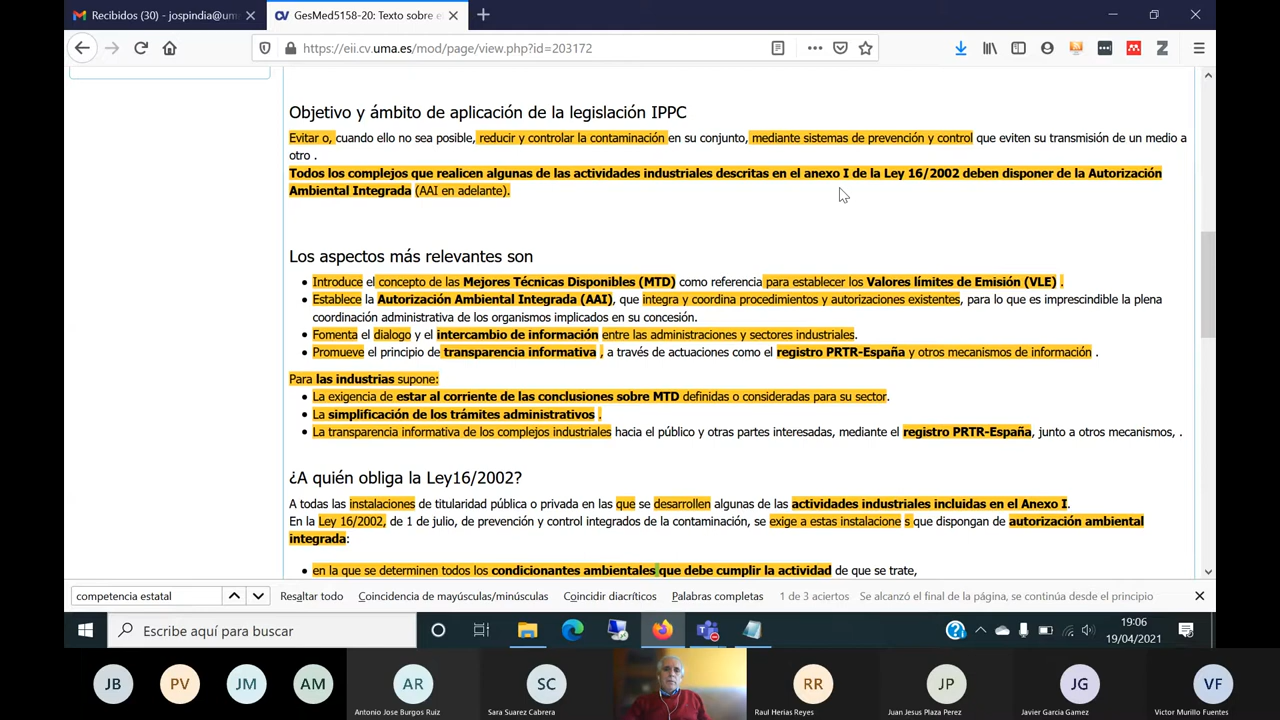 Recibidos (30) - jospindia@um
GesMed5158-20: Texto sobre e
https://eii.cv.uma.es/mod/page/view.php?id=203172
Objetivo y ámbito de aplicación de la legislación IPPC
Evitar o, cuando ello no sea posible, reducir y controlar la contaminación en su conjunto, mediante sistemas de prevención y control que eviten su transmisión de un medio a
otro .
Todos los complejos que realicen algunas de las actividades industriales descritas en el anexo I de la Ley 16/2002 deben disponer de la Autorización
Ambiental Integrada (AAI en adelante).
Los aspectos más relevantes son
• Introduce el concepto de las Mejores Técnicas Disponibles (MTD) como referencia para establecer los Valores límites de Emisión (VLE) .
• Establece la Autorización Ambiental Integrada (AAI), que integra y coordina procedimientos y autorizaciones existentes, para lo que es imprescindible la plena
coordinación administrativa de los organismos implicados en su concesión.
• Fomenta el dialogo y el intercambio de información entre las administraciones y sectores industriales.
• Promueve el principio de transparencia informativa , a través de actuaciones como el registro PRTR-España y otros mecanismos de información .
Para las industrias supone:
• La exigencia de estar al corriente de las conclusiones sobre MTD definidas o consideradas para su sector.
• La simplificación de los trámites administrativos .
• La transparencia informativa de los complejos industriales hacia el público y otras partes interesadas, mediante el registro PRTR-España, junto a otros mecanismos, .
¿A quién obliga la Ley16/2002?
A todas las instalaciones de titularidad pública o privada en las que se desarrollen algunas de las actividades industriales incluidas en el Anexo I.
En la Ley 16/2002, de 1 de julio, de prevención y control integrados de la contaminación, se exige a estas instalacione s que dispongan de autorización ambiental
integrada:
• en la que se determinen todos los condicionantes ambientales que debe cumplir la actividad de que se trate,
competencia estatal
Resaltar todo
Coincidencia de mayúsculas/minúsculas
Coincidir diacríticos
Palabras completas
1 de 3 aciertos
Se alcanzó el final de la página, se continúa desde el principio
Escribe aquí para buscar
19:06
19/04/2021
JB
PV
JM
AM
AR
SC
RR
JP
JG
VF
Antonio Jose Burgos Ruiz
Sara Suarez Cabrera
Raul Herias Reyes
Juan Jesus Plaza Perez
Javier Garcia Gamez
Victor Murillo Fuentes